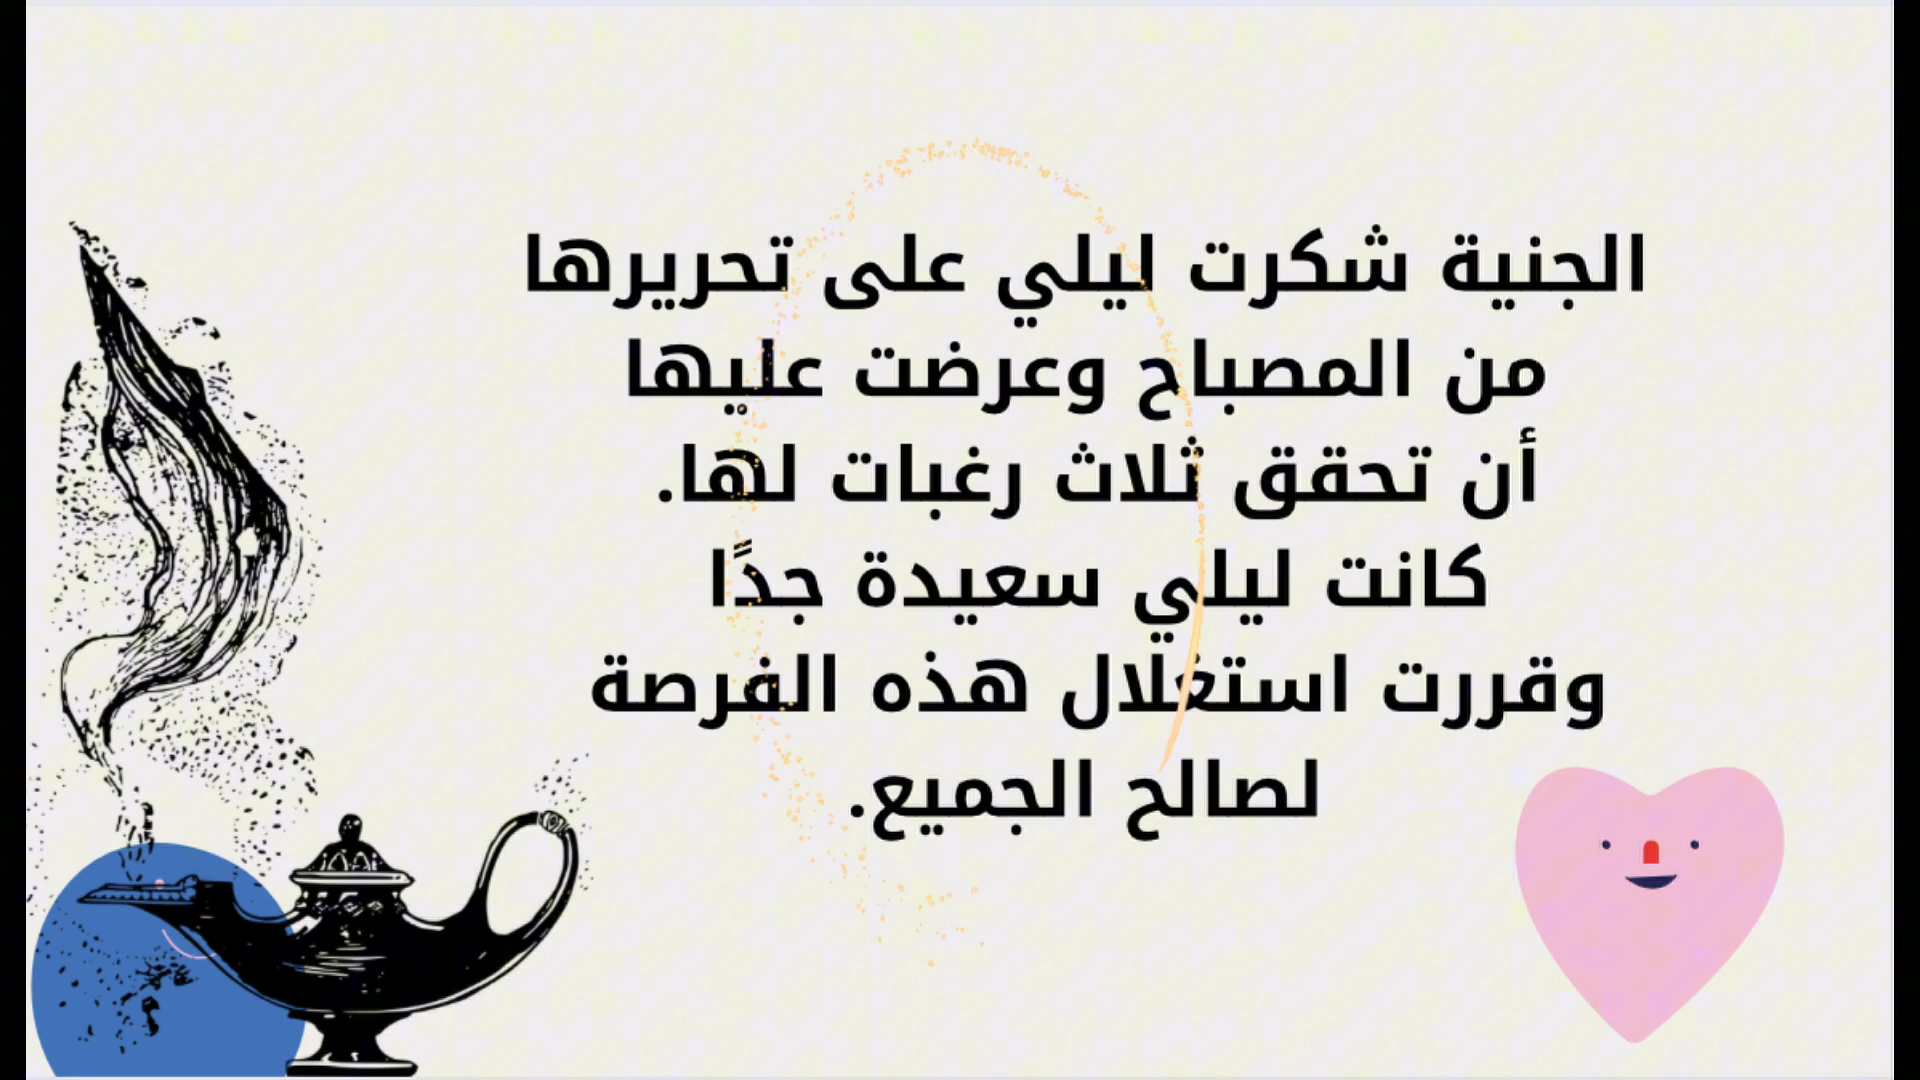 الجنية شكرت ليلي على تحريرها
من المصباح وعرضت عليها
أن تحقق ثلاث رغبات لها.
كانت ليلي سعيدة جدًا
وقررت استغلال هذه الفرصة
لصالح الجميع.